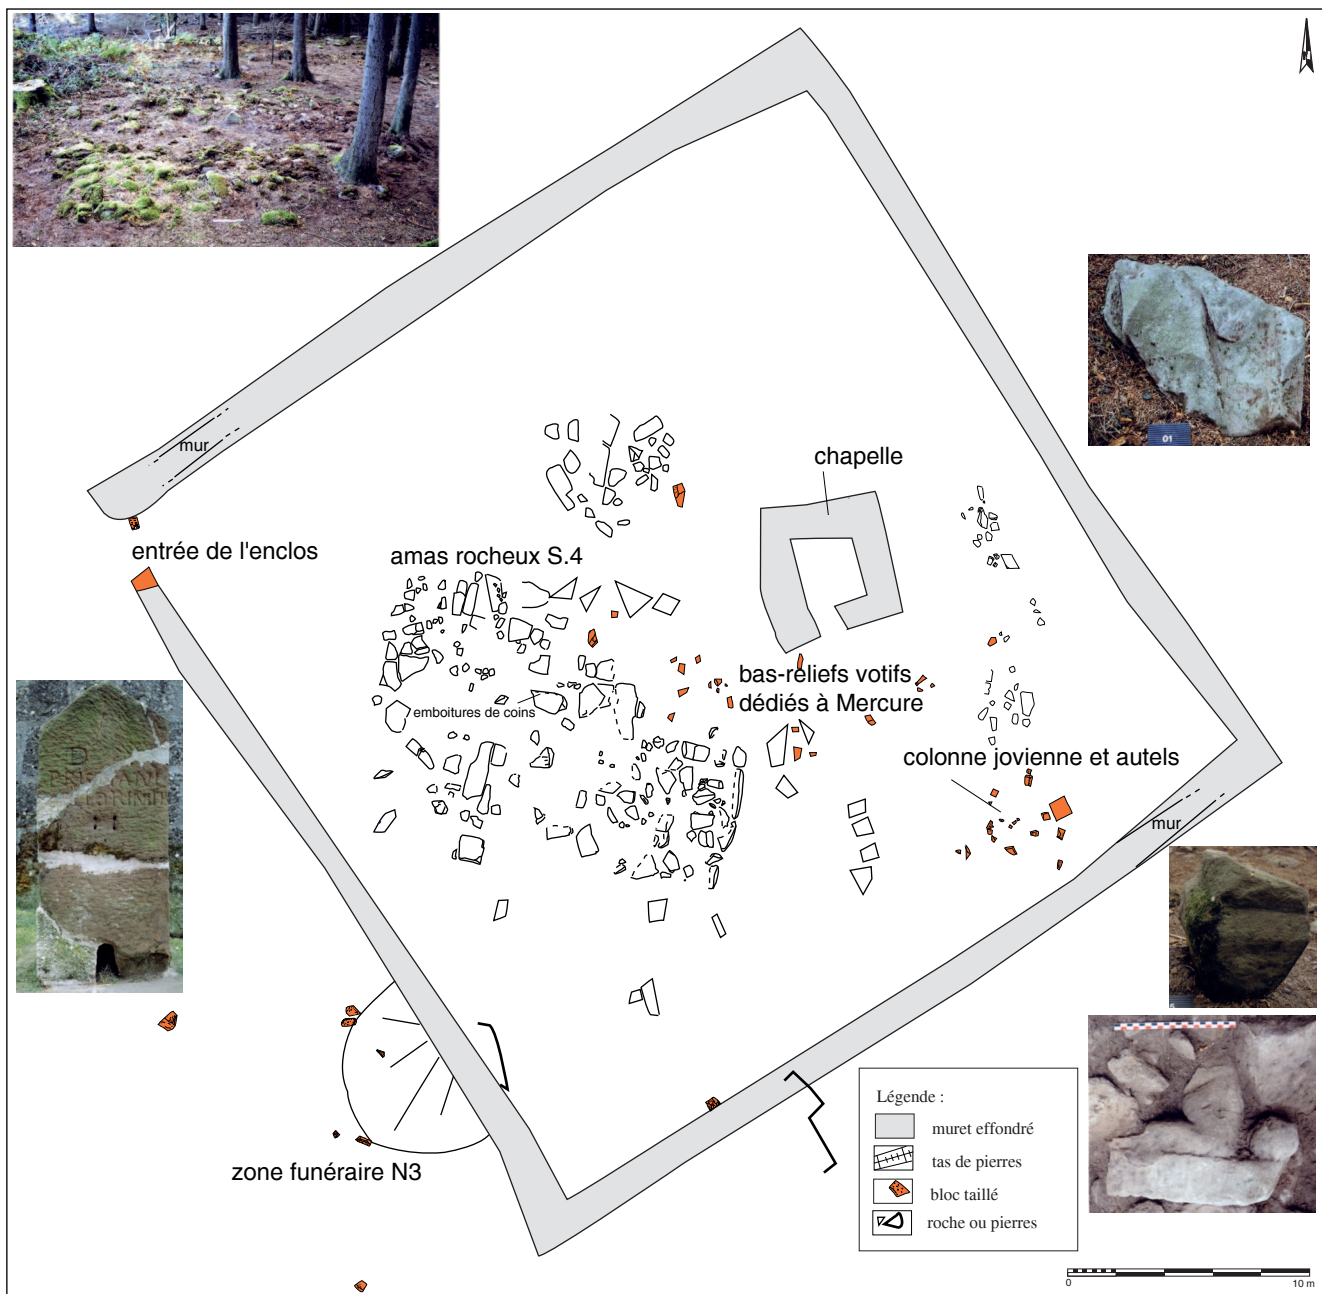 mur
chapelle
entrée de l'enclos
amas rocheux S.4
emboitures de coins
bas-reliefs votifs
dédiés à Mercure
colonne jovienne et autels
mur
zone funéraire N3
Légende :
muret effondré
tas de pierres
bloc taillé
roche ou pierres
0
10 m
01
D